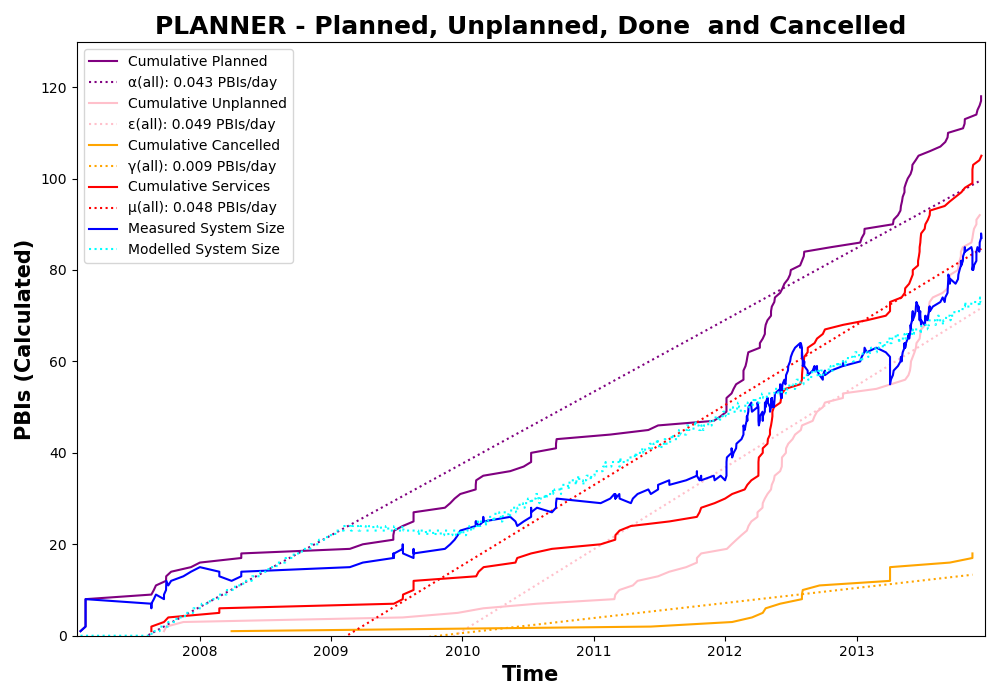 PLANNER - Planned, Unplanned, Done  and Cancelled
PBIs (Calculated)
120
100
80
60
40
20
0
Cumulative Planned
α(all): 0.043 PBIs/day
Cumulative Unplanned
ε(all): 0.049 PBIs/day
Cumulative Cancelled
γ(all): 0.009 PBIs/day
Cumulative Services
μ(all): 0.048 PBIs/day
Measured System Size
Modelled System Size
2008 2009 2010 2011 2012 2013
Time